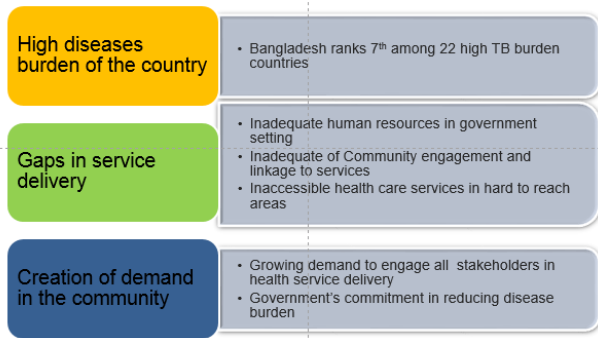 High diseases
burden of the country
• Bangladesh ranks 7th among 22 high TB burden
countries
Gaps in service
delivery
• Inadequate human resources in government
setting
• Inadequate of Community engagement and
linkage to services
• Inaccessible health care services in hard to reach
areas
Creation of demand
in the community
• Growing demand to engage all stakeholders in
health service delivery
• Government's commitment in reducing disease
burden